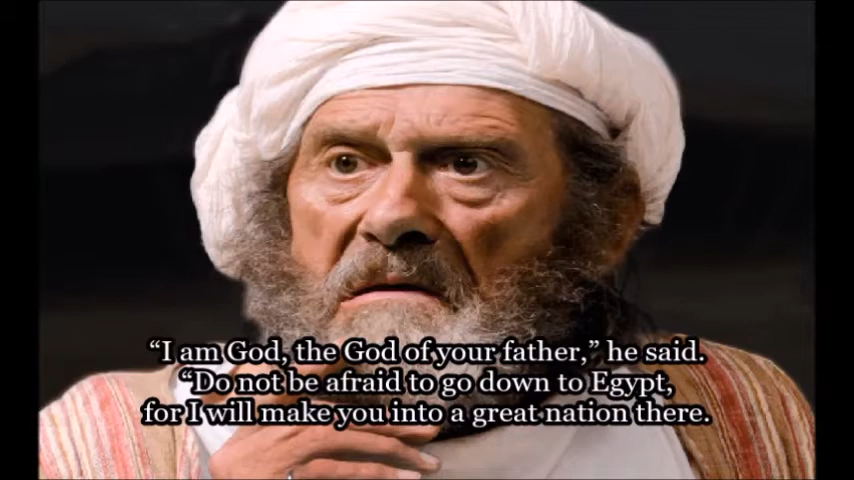 “I am God, the God of your father,” he said.
“Do not be afraid to go down to Egypt,
for I will make you into a great nation there.